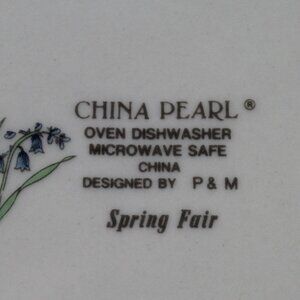 CHINA PEARL ®
OVEN DISHWASHER
MICROWAVE SAFE
CHINA
DESIGNED BY P & M
Spring Fair